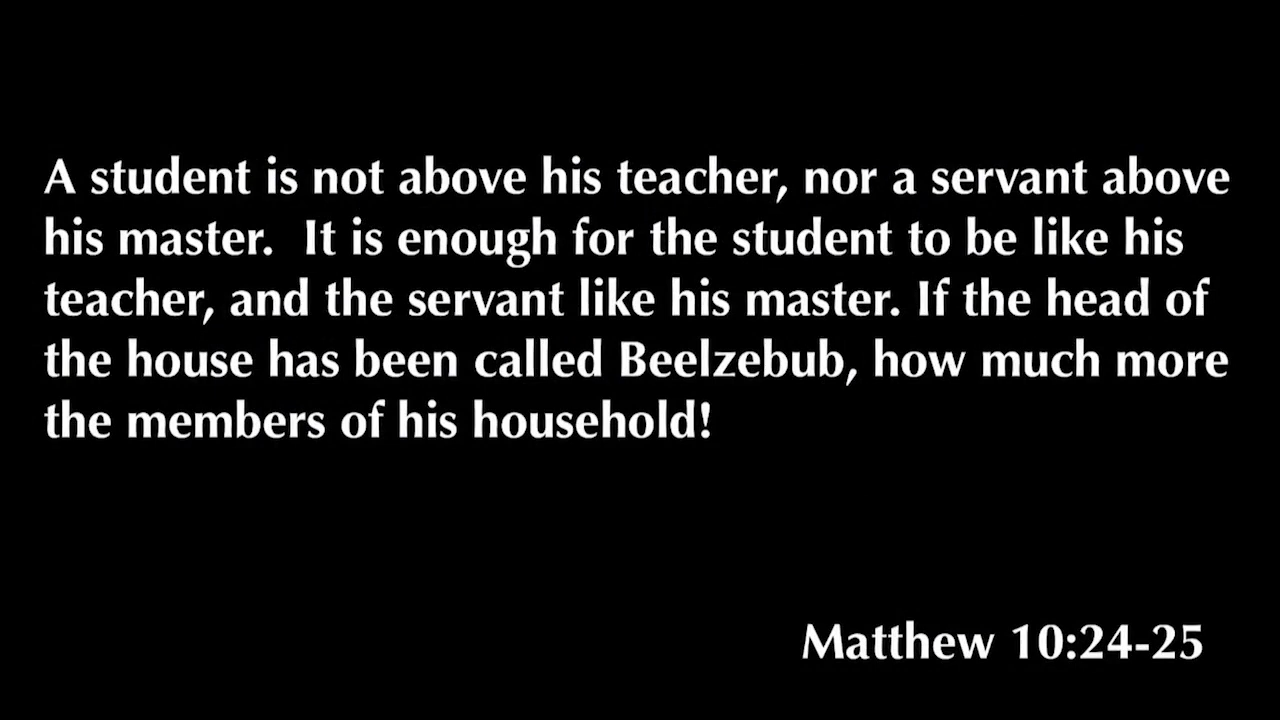 A student is not above his teacher, nor a servant above
his master.  It is enough for the student to be like his
teacher, and the servant like his master. If the head of
the house has been called Beelzebub, how much more
the members of his household!
Matthew 10:24-25